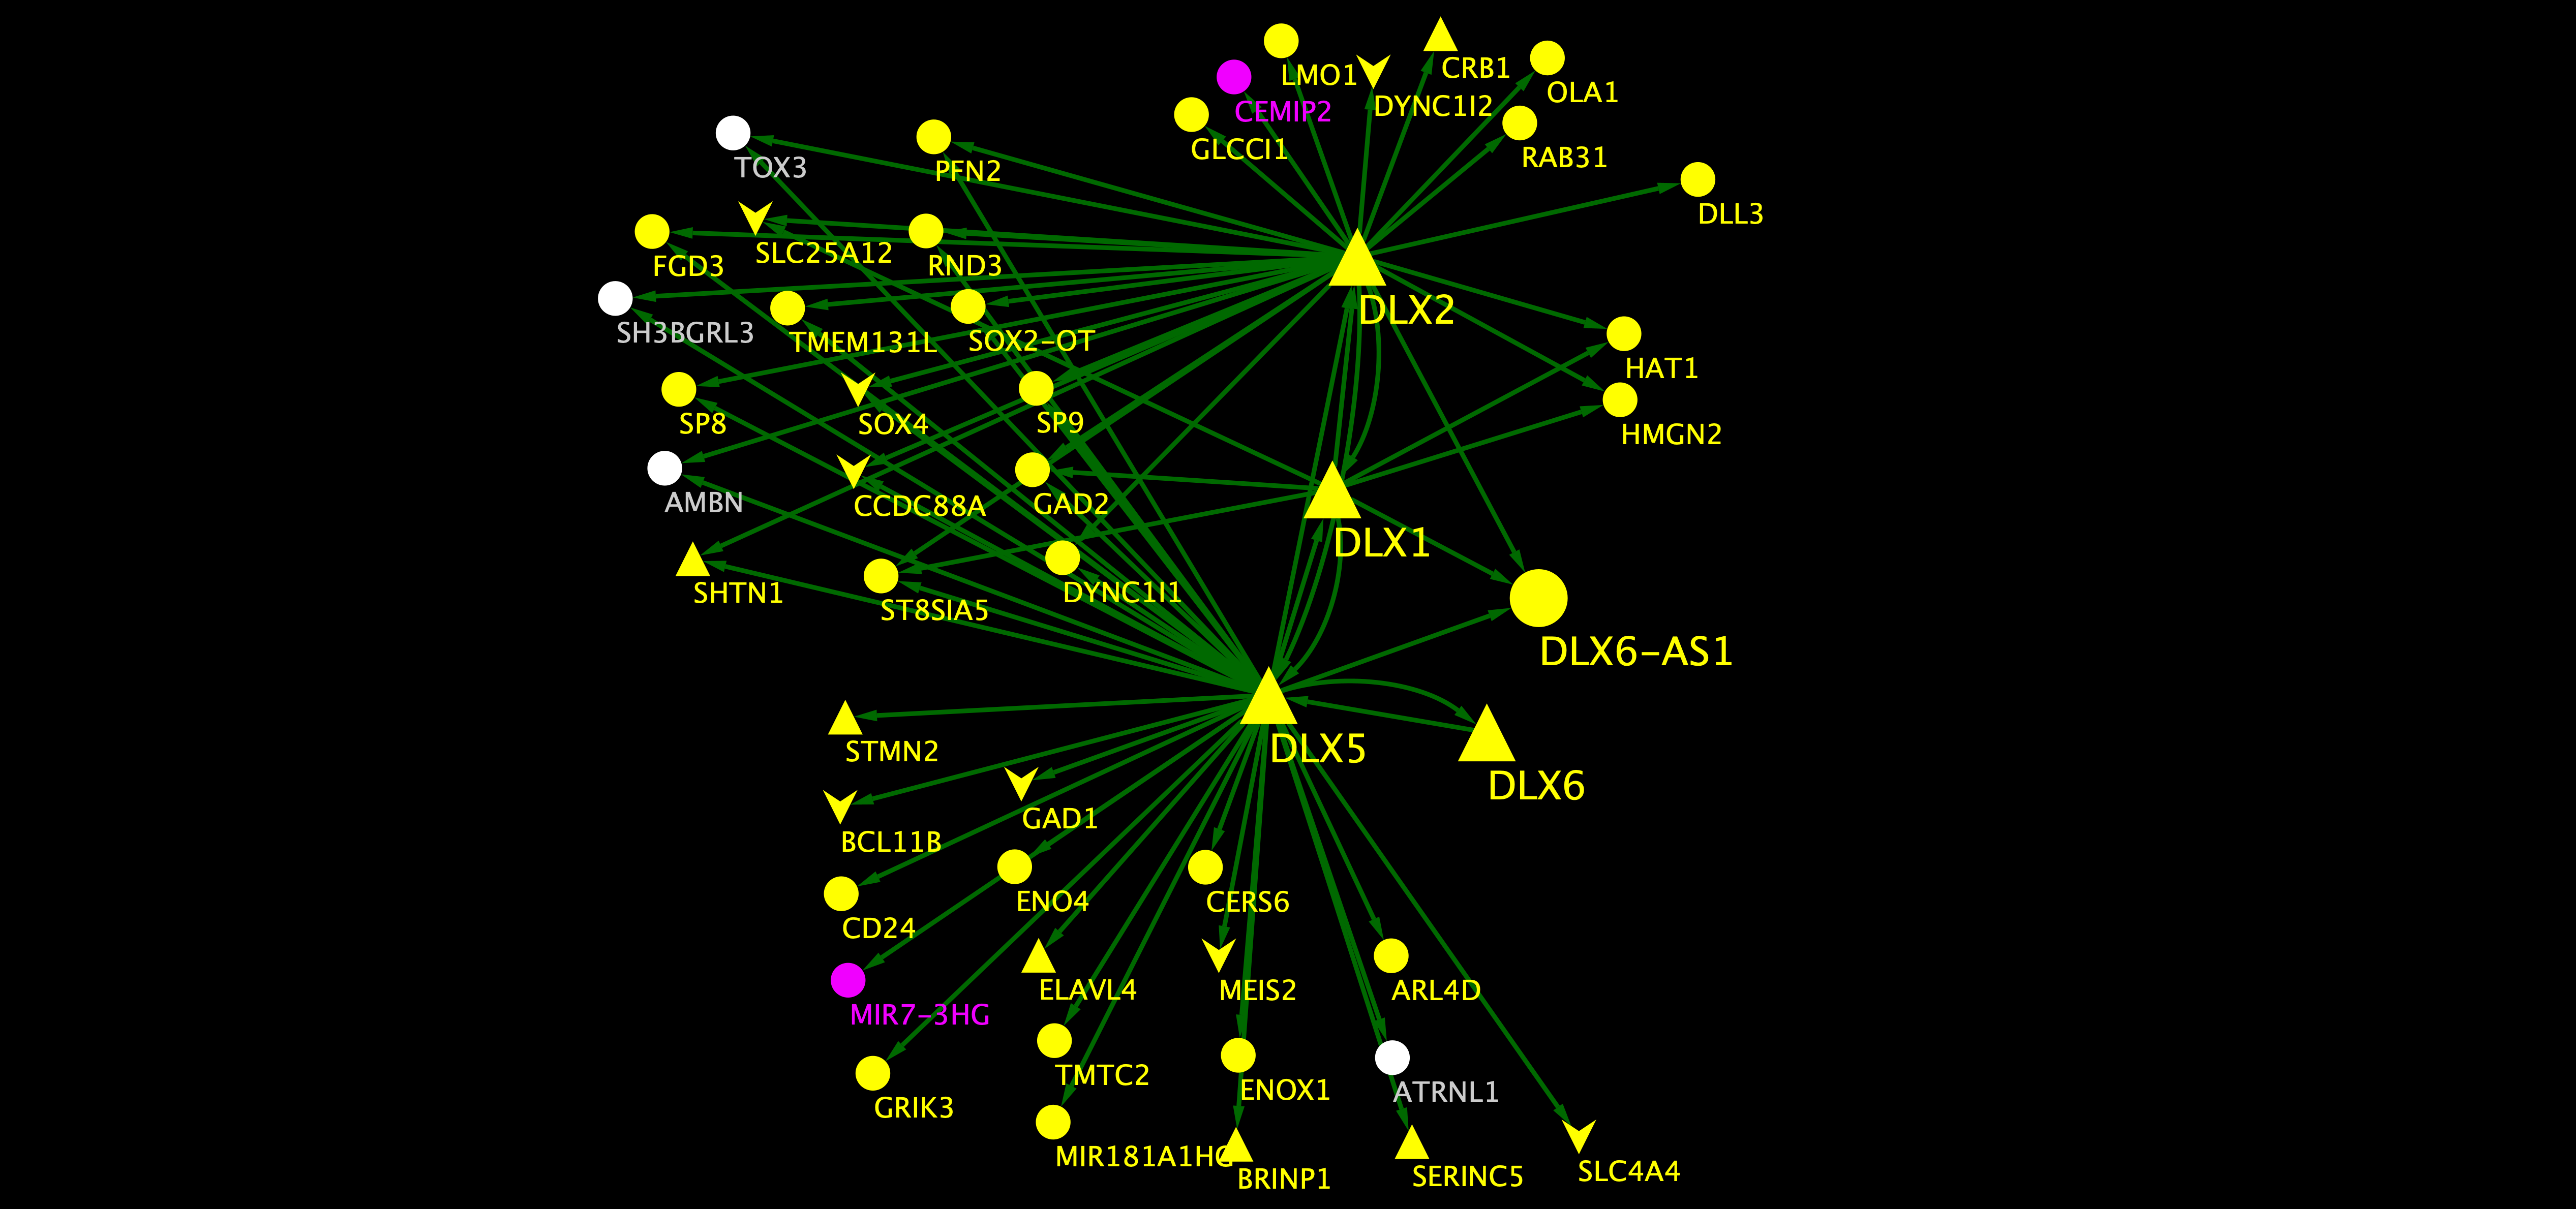 LMO1
CRB1
CEMIP2
DYNC1I2
OLA1
GLCCI1
RAB31
TOX3
PFN2
DLL3
SLC25A12
FGD3
RND3
DLX2
SH3BGRL3
TMEM131L
SOX2-OT
HAT1
SP8
SOX4
SP9
HMGN2
AMBN
CCDC88A
GAD2
DLX1
SHTN1
ST8SIA5
DYNC1I1
DLX6-AS1
STMN2
DLX5
DLX6
GAD1
BCL11B
ENO4
CERS6
CD24
ELAVL4
MEIS2
ARL4D
MIR7-3HG
TMTC2
ENOX1
ATRNL1
GRIK3
MIR181A1HG
BRINP1
SERINC5
SLC4A4